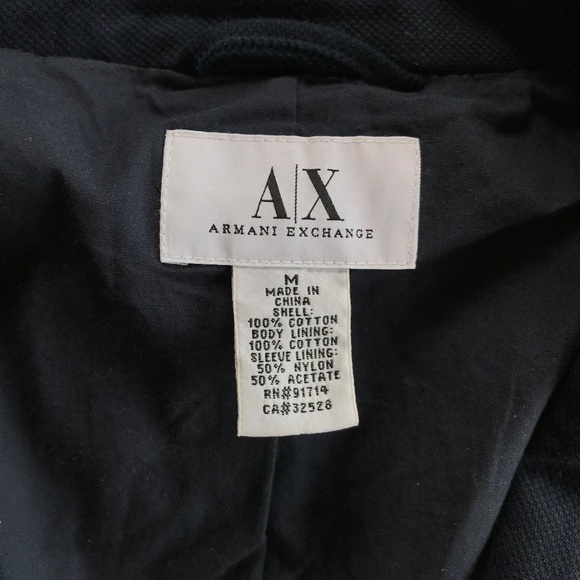 A|X
ARMANI EXCHANGE
M
MADE IN
CHINA
SHELL:
100% COTTON
BODY LINING:
100% COTTON
SLEEVE LINING:
50% NYLON
50% ACETATE
RN#91714
CA#32528